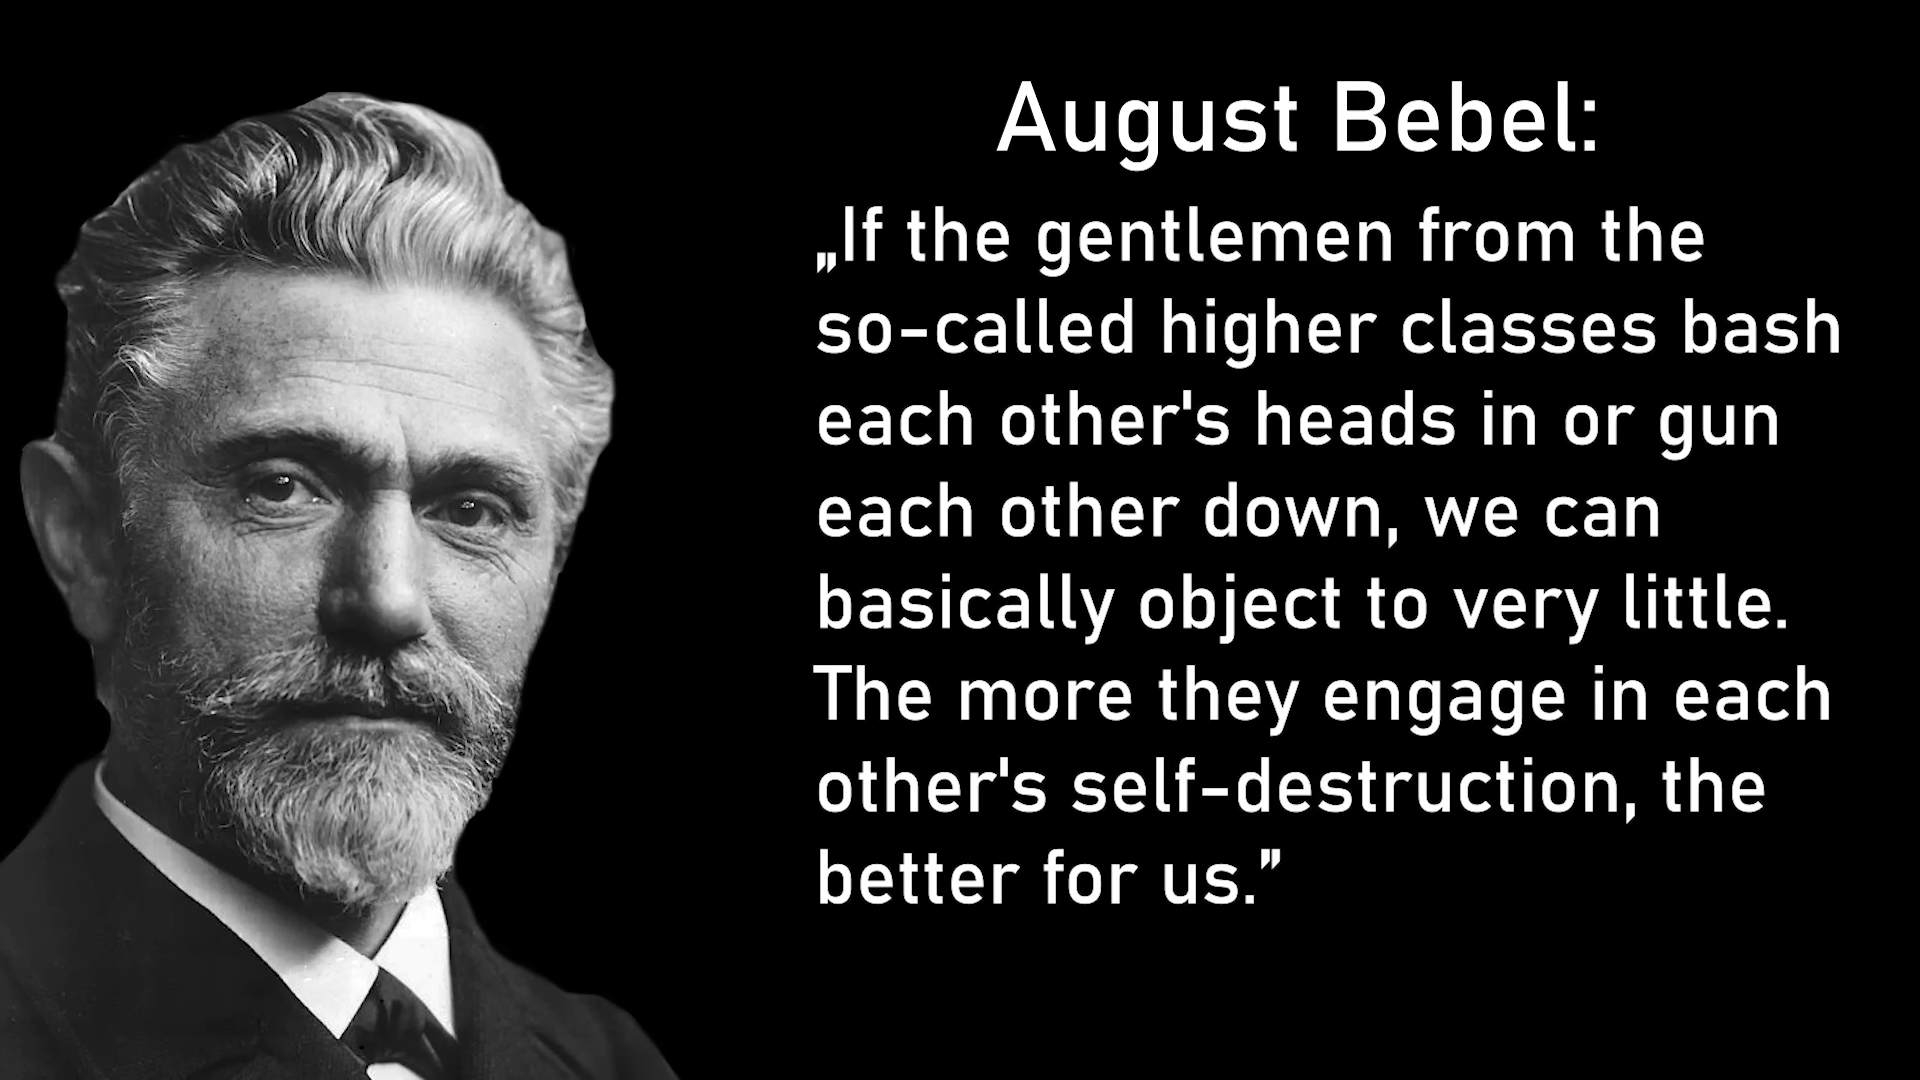 August Bebel:
„If the gentlemen from the
so-called higher classes bash
each other's heads in or gun
each other down, we can
basically object to very little.
The more they engage in each
other's self-destruction, the
better for us.”